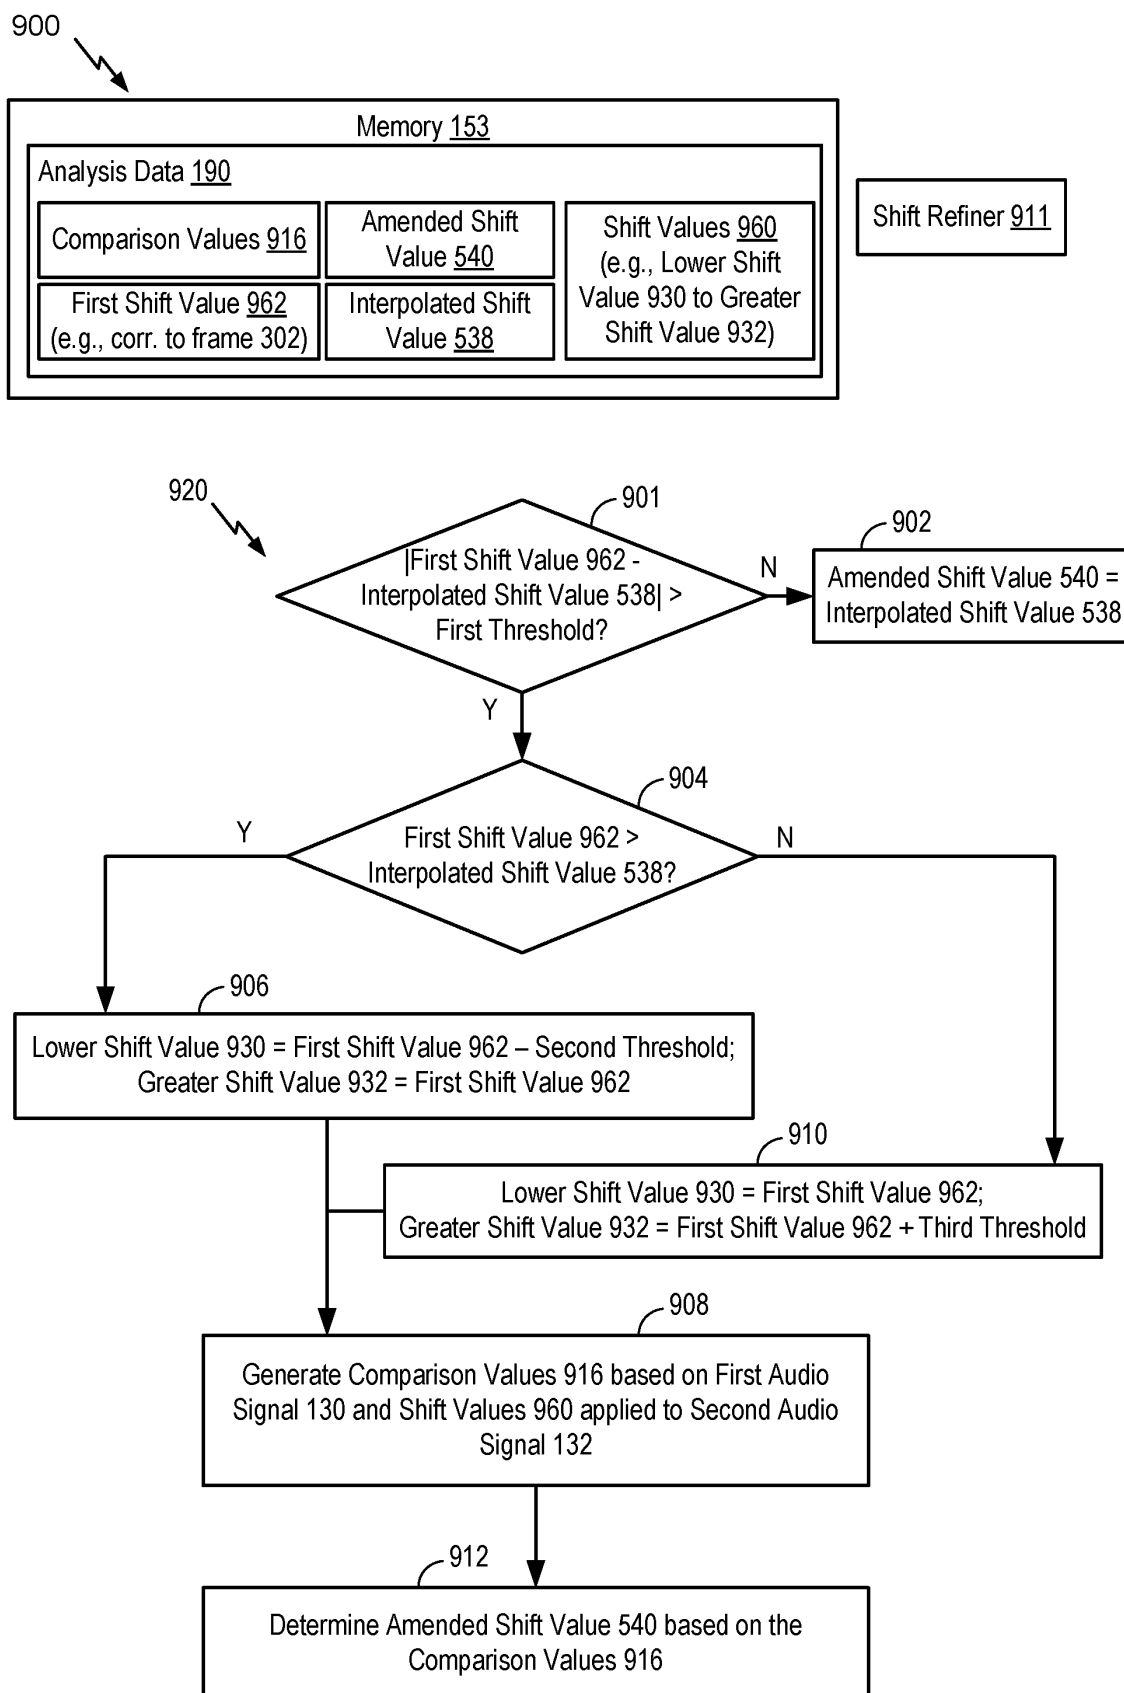 900
Memory 153
Analysis Data 190
Comparison Values 916
Amended Shift
Value 540
Shift Values 960
(e.g., Lower Shift
Value 930 to Greater
Shift Value 932)
First Shift Value 962
(e.g., corr. to frame 302)
Interpolated Shift
Value 538
Shift Refiner 911
920
901
|First Shift Value 962 -
Interpolated Shift Value 538| >
First Threshold?
N
902
Amended Shift Value 540 =
Interpolated Shift Value 538
Y
904
First Shift Value 962 >
Interpolated Shift Value 538?
Y
N
906
Lower Shift Value 930 = First Shift Value 962 – Second Threshold;
Greater Shift Value 932 = First Shift Value 962
910
Lower Shift Value 930 = First Shift Value 962;
Greater Shift Value 932 = First Shift Value 962 + Third Threshold
908
Generate Comparison Values 916 based on First Audio
Signal 130 and Shift Values 960 applied to Second Audio
Signal 132
912
Determine Amended Shift Value 540 based on the
Comparison Values 916